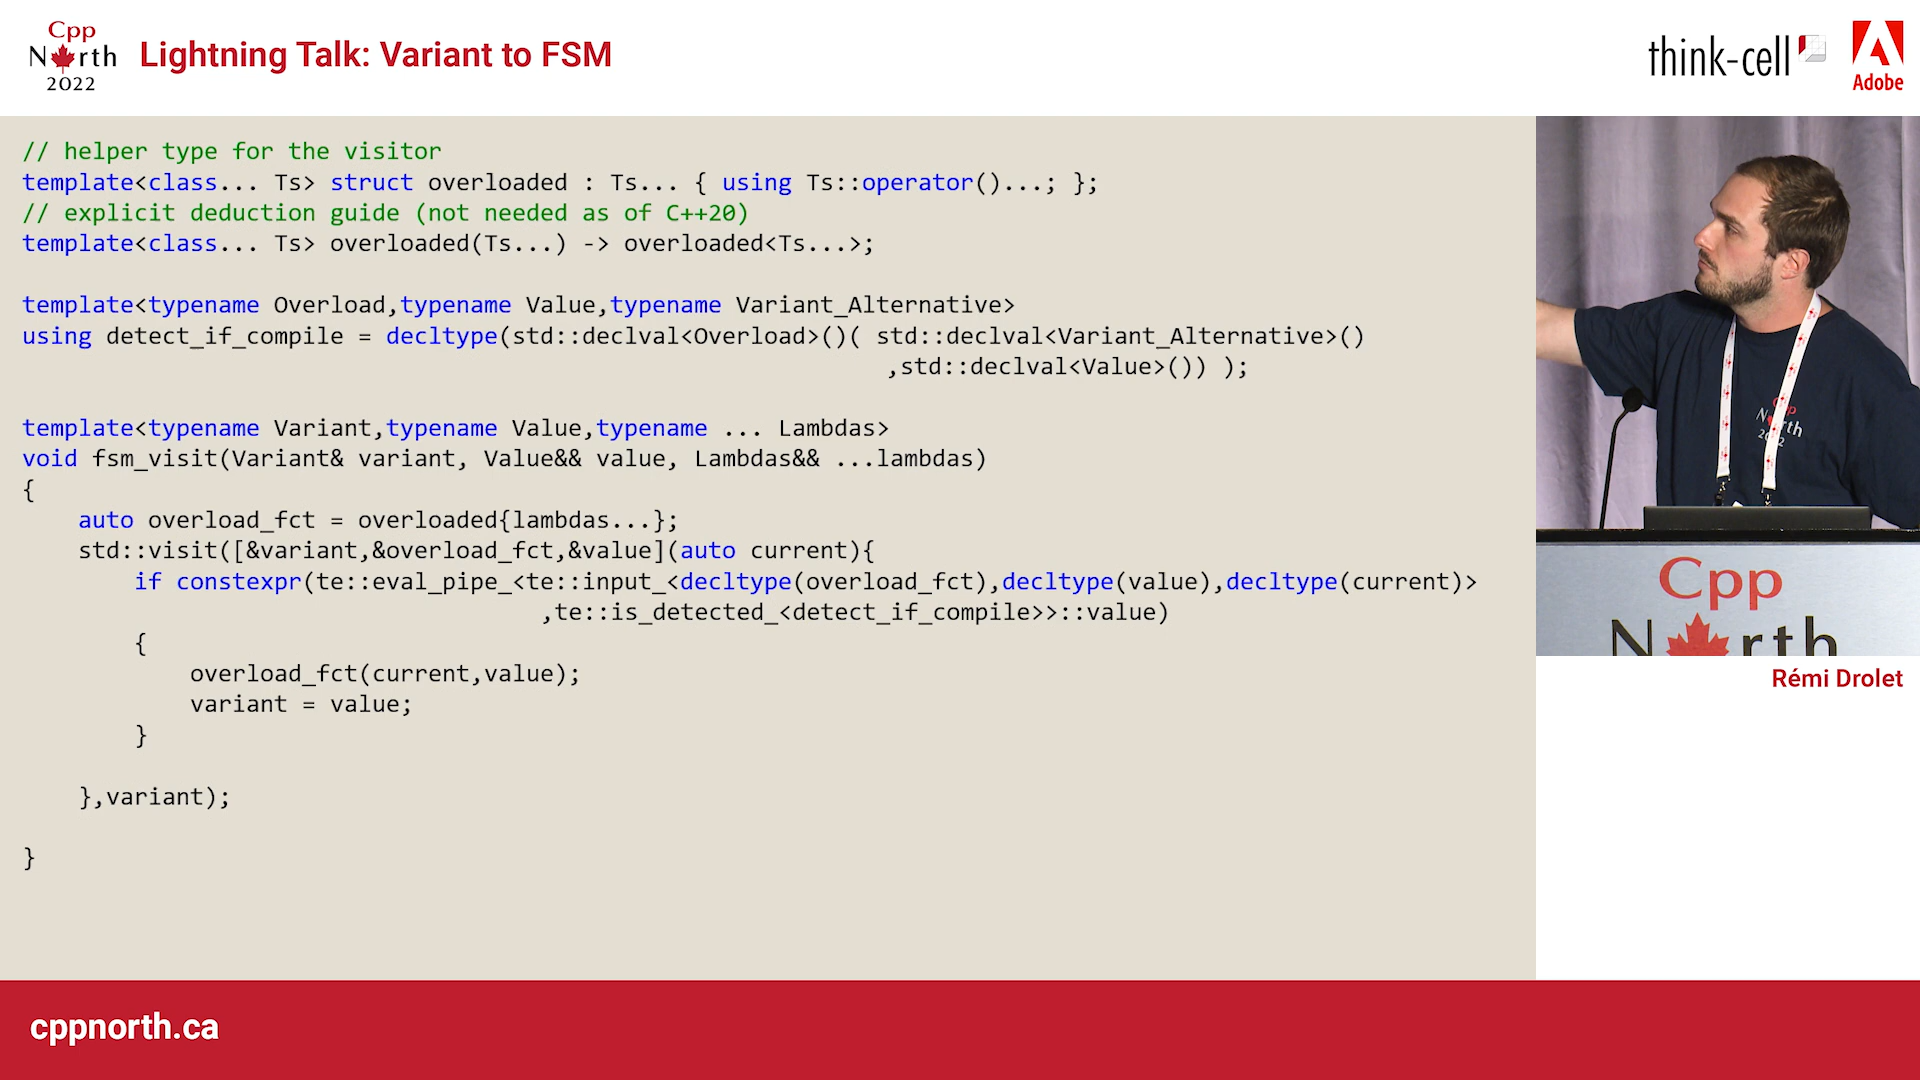 Cpp
North
2022
Lightning Talk: Variant to FSM
think-cell
Adobe
// helper type for the visitor
template<class... Ts> struct overloaded : Ts... { using Ts::operator()...; };
// explicit deduction guide (not needed as of C++20)
template<class... Ts> overloaded(Ts...) -> overloaded<Ts...>;
template<typename Overload,typename Value,typename Variant_Alternative>
using detect_if_compile = decltype(std::declval<Overload>()( std::declval<Variant_Alternative>()
,std::declval<Value>()) );
template<typename Variant,typename Value,typename ... Lambdas>
void fsm_visit(Variant& variant, Value&& value, Lambdas&& ...lambdas)
{
auto overload_fct = overloaded{lambdas...};
std::visit([&variant,&overload_fct,&value](auto current){
if constexpr(te::eval_pipe_<te::input_<decltype(overload_fct),decltype(value),decltype(current)>
,te::is_detected_<detect_if_compile>>::value)
{
overload_fct(current,value);
variant = value;
}
},variant);
}
Cpp
North
2022
Cpp
North
Rémi Drolet
cppnorth.ca